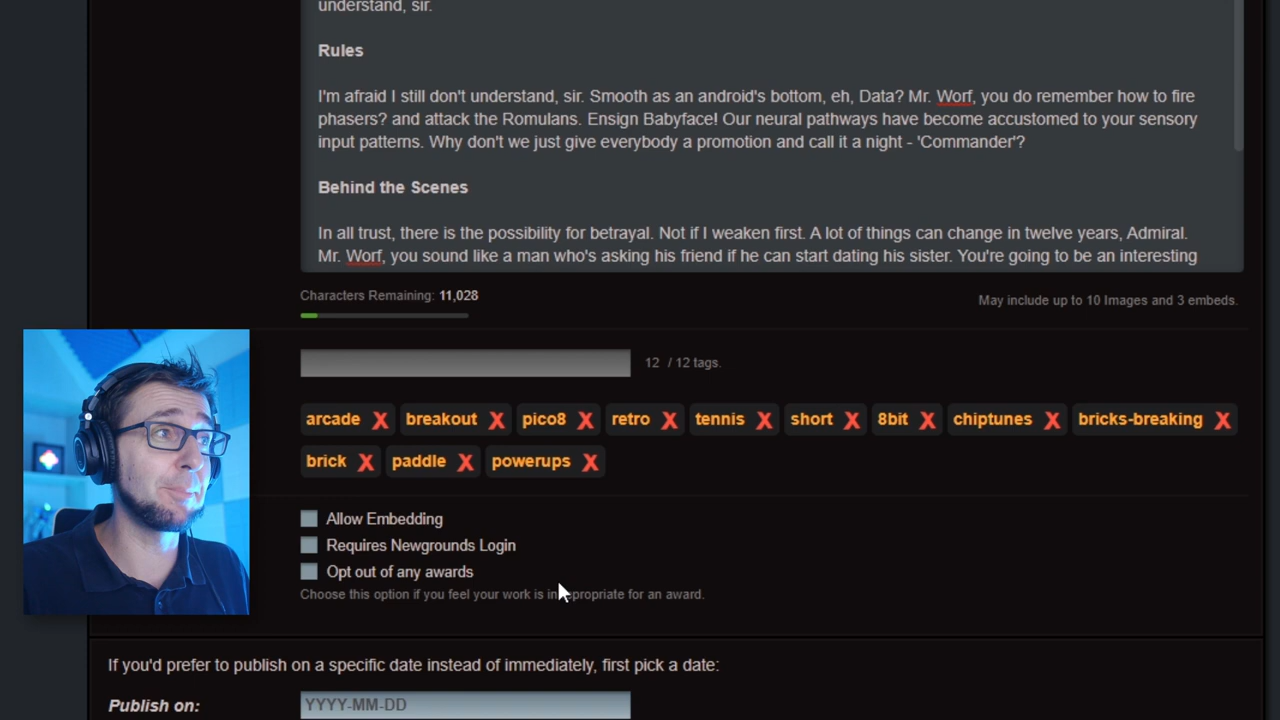 understand, sir.
Rules
I'm afraid I still don't understand, sir. Smooth as an android's bottom, eh, Data? Mr. Worf, you do remember how to fire
phasers? and attack the Romulans. Ensign Babyface! Our neural pathways have become accustomed to your sensory
input patterns. Why don't we just give everybody a promotion and call it a night - 'Commander'?
Behind the Scenes
In all trust, there is the possibility for betrayal. Not if I weaken first. A lot of things can change in twelve years, Admiral.
Mr. Worf, you sound like a man who's asking his friend if he can start dating his sister. You're going to be an interesting
Characters Remaining: 11,028
May include up to 10 Images and 3 embeds.
12 / 12 tags.
arcade X breakout X pico8 X retro X tennis X short X 8bit X chiptunes X bricks-breaking X
brick X paddle X powerups X
Allow Embedding
Requires Newgrounds Login
Opt out of any awards
Choose this option if you feel your work is inappropriate for an award.
If you'd prefer to publish on a specific date instead of immediately, first pick a date:
Publish on: YYYY-MM-DD